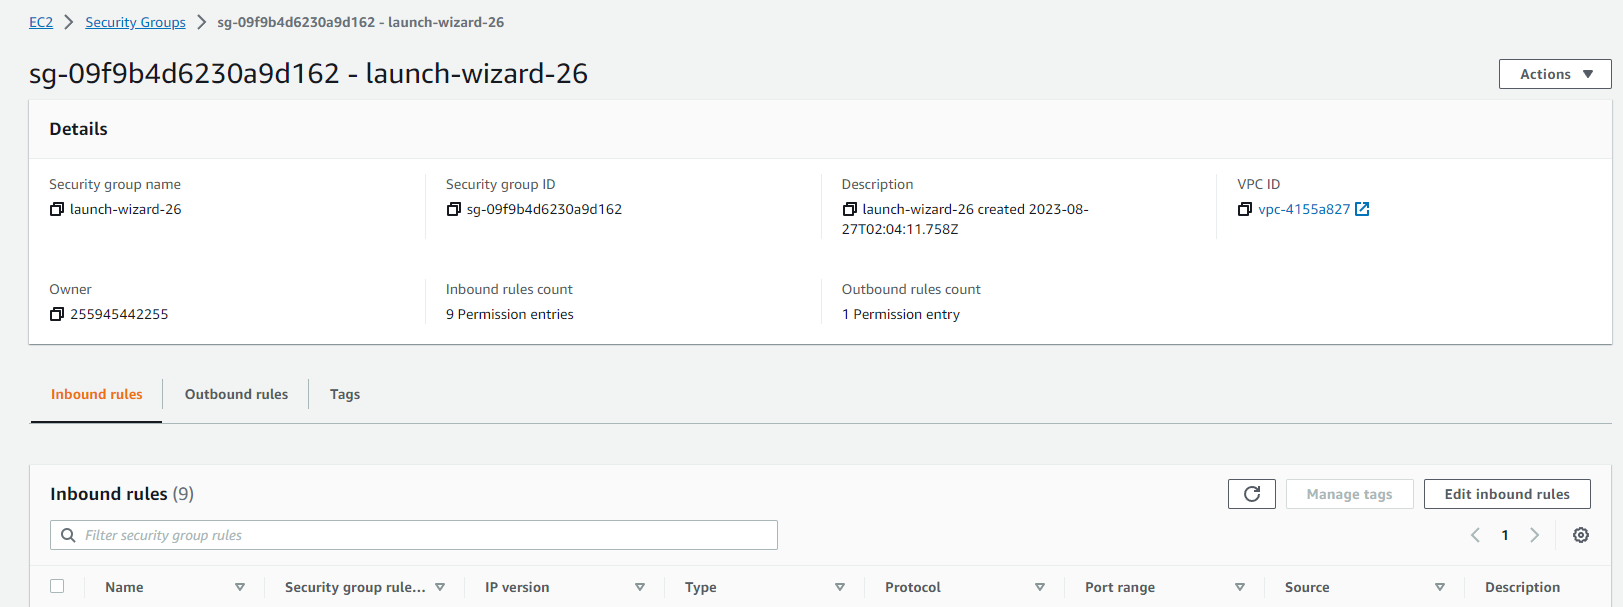 EC2 > Security Groups > sg-09f9b4d6230a9d162 - launch-wizard-26
sg-09f9b4d6230a9d162 - launch-wizard-26
Actions
Details
Security group name
launch-wizard-26
Security group ID
sg-09f9b4d6230a9d162
Description
launch-wizard-26 created 2023-08-
27T02:04:11.758Z
VPC ID
vpc-4155a827
Owner
255945442255
Inbound rules count
9 Permission entries
Outbound rules count
1 Permission entry
Inbound rules
Outbound rules
Tags
Inbound rules (9)
Manage tags
Edit inbound rules
Filter security group rules
1
Name
Security group rule...
IP version
Type
Protocol
Port range
Source
Description